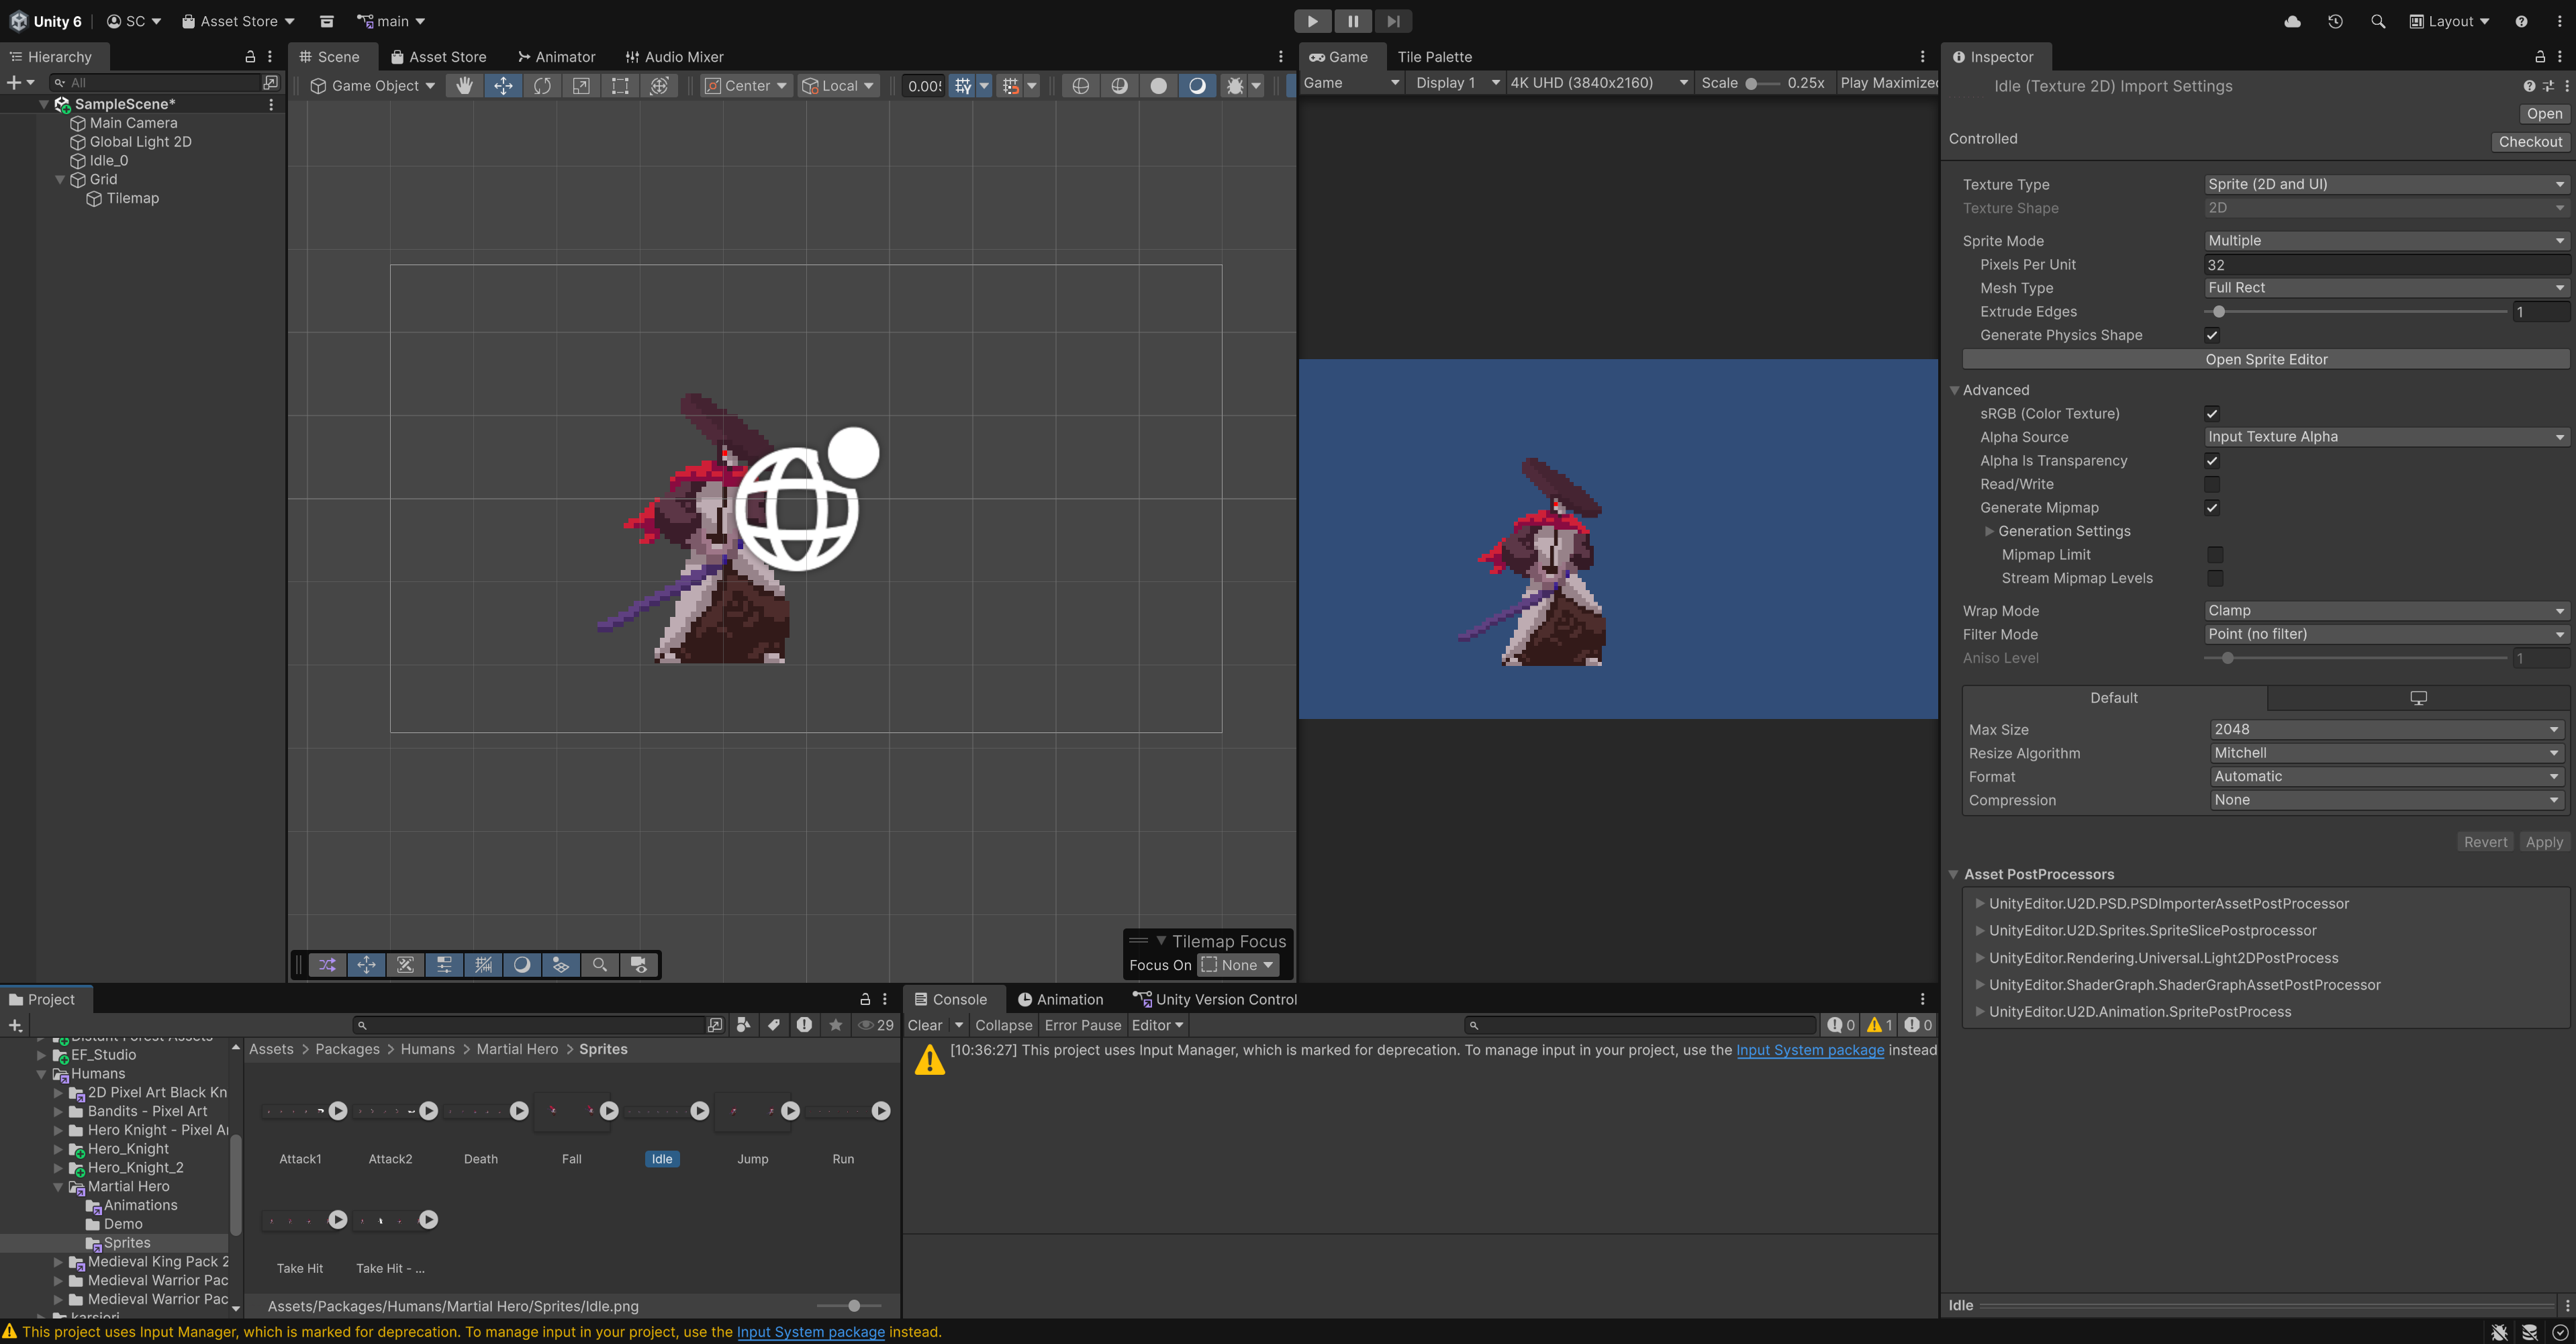 Unity 6 SC Asset Store main Layout
Hierarchy
All
SampleScene*
Main Camera
Global Light 2D
Idle_0
Grid
Tilemap
Scene Asset Store Animator Audio Mixer
Game Object Center Local 0.00
Tilemap Focus
Focus On None
Game Tile Palette
Game Display 1 4K UHD (3840x2160) Scale 0.25x Play Maximized
Inspector
Idle (Texture 2D) Import Settings
Open
Controlled
Checkout
Texture Type Sprite (2D and UI)
Texture Shape 2D
Sprite Mode Multiple
Pixels Per Unit 32
Mesh Type Full Rect
Extrude Edges 1
Generate Physics Shape
Open Sprite Editor
Advanced
sRGB (Color Texture)
Alpha Source Input Texture Alpha
Alpha Is Transparency
Read/Write
Generate Mipmap
Generation Settings
Mipmap Limit
Stream Mipmap Levels
Wrap Mode Clamp
Filter Mode Point (no filter)
Aniso Level 1
Default
Max Size 2048
Resize Algorithm Mitchell
Format Automatic
Compression None
Revert Apply
Asset PostProcessors
UnityEditor.U2D.PSD.PSDImporterAssetPostProcessor
UnityEditor.U2D.Sprites.SpriteSlicePostprocessor
UnityEditor.Rendering.Universal.Light2DPostProcess
UnityEditor.ShaderGraph.ShaderGraphAssetPostProcessor
UnityEditor.U2D.Animation.SpritePostProcess
Idle
Project
29
Distant Forest Assets
EF_Studio
Humans
2D Pixel Art Black Kn
Bandits - Pixel Art
Hero Knight - Pixel Ar
Hero_Knight
Hero_Knight_2
Martial Hero
Animations
Demo
Sprites
Medieval King Pack 2
Medieval Warrior Pac
Medieval Warrior Pac
Assets > Packages > Humans > Martial Hero > Sprites
Attack1 Attack2 Death Fall Idle Jump Run
Take Hit Take Hit - ...
Assets/Packages/Humans/Martial Hero/Sprites/Idle.png
Console Animation Unity Version Control
Clear Collapse Error Pause Editor 0 1 0
[10:36:27] This project uses Input Manager, which is marked for deprecation. To manage input in your project, use the Input System package instead
This project uses Input Manager, which is marked for deprecation. To manage input in your project, use the Input System package instead.